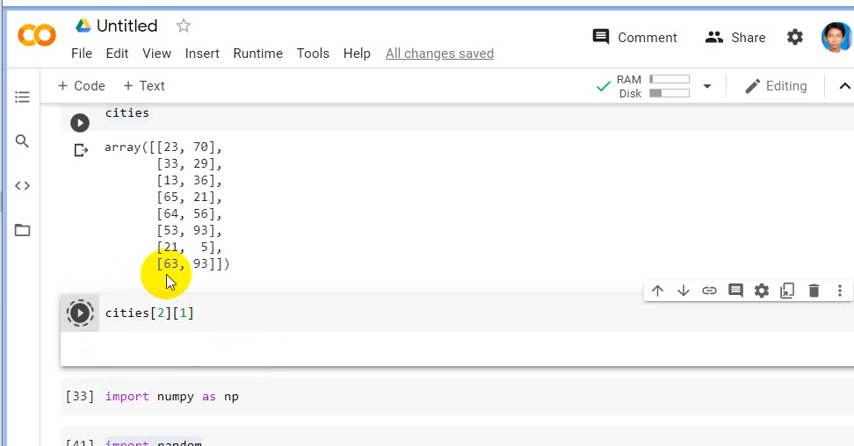 Untitled
File Edit View Insert Runtime Tools Help All changes saved
Comment Share
+ Code + Text
RAM
Disk
Editing
cities
array([[23, 70],
[33, 29],
[13, 36],
[65, 21],
[64, 56],
[53, 93],
[21,  5],
[63, 93]])
cities[2][1]
[33] import numpy as np
[41] import random